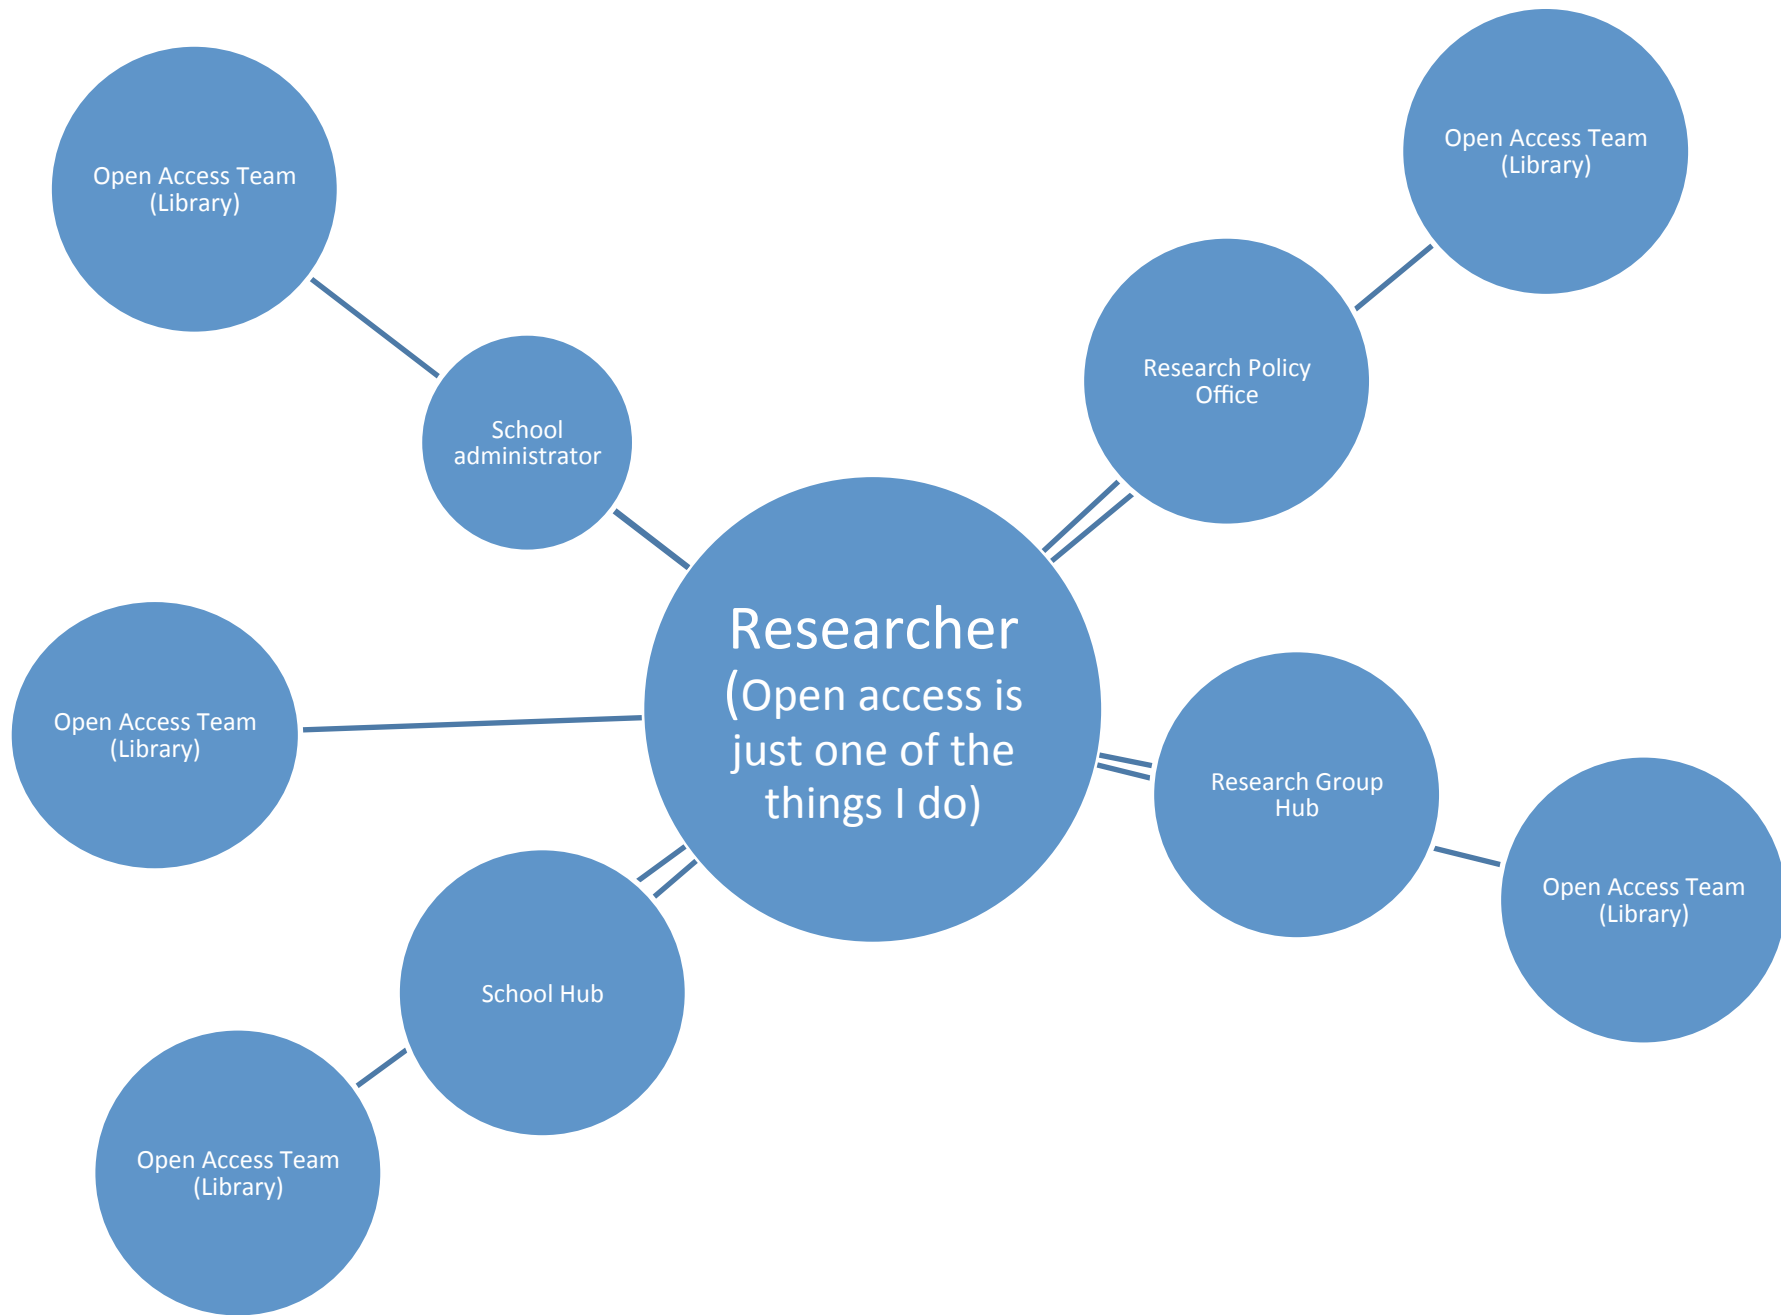 Open Access Team
(Library)
Open Access Team
(Library)
Research Policy
Office
School
administrator
Researcher
(Open access is
just one of the
things I do)
Open Access Team
(Library)
Research Group
Hub
Open Access Team
(Library)
School Hub
Open Access Team
(Library)